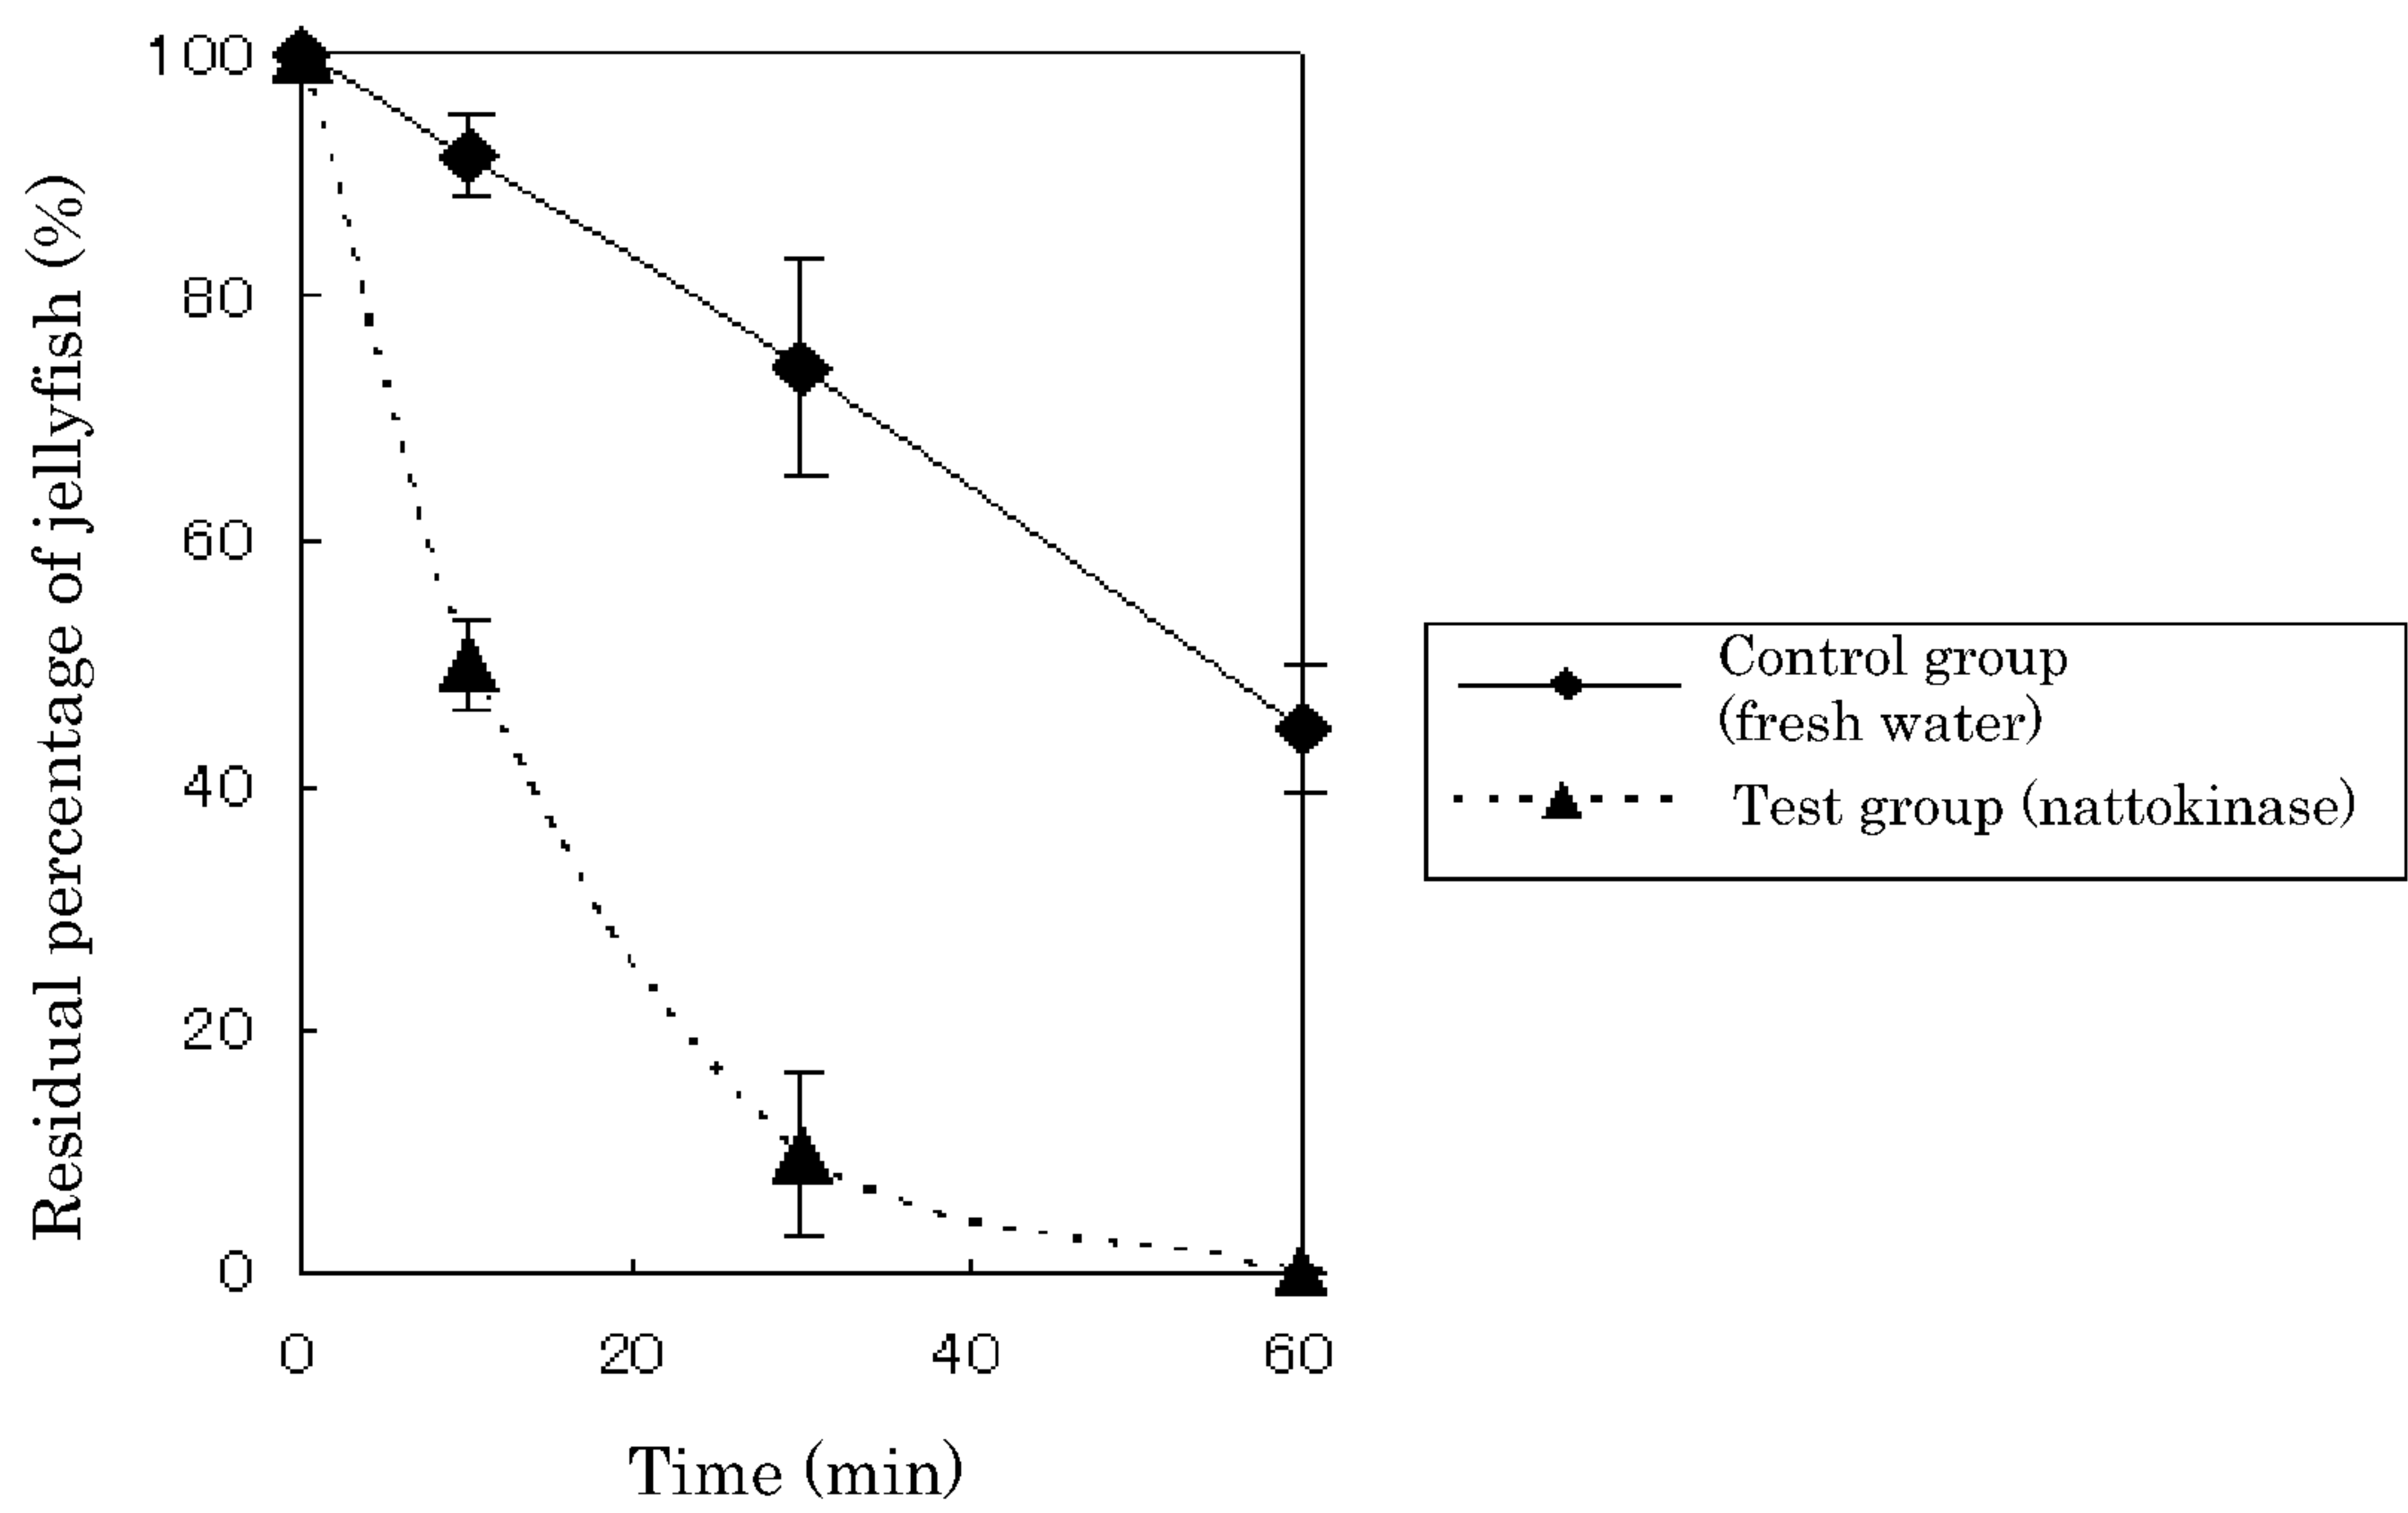 Residual percentage of jellyfish (%)
100
80
60
40
20
0
0 20 40 60
Time (min)
Control group
(fresh water)
Test group (nattokinase)